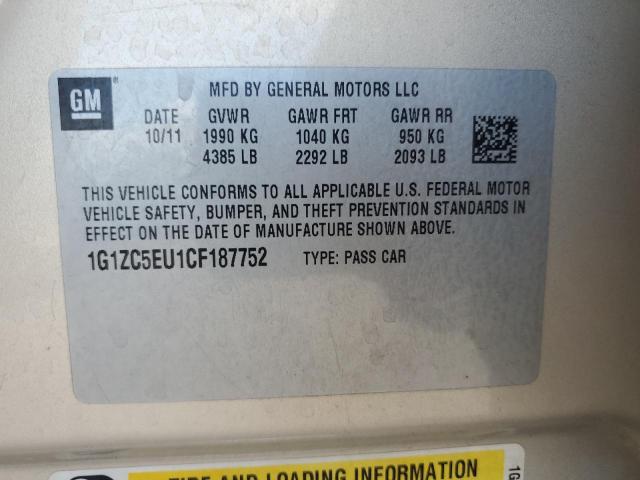 GM
MFD BY GENERAL MOTORS LLC
DATE GVWR GAWR FRT GAWR RR
10/11 1990 KG 1040 KG 950 KG
4385 LB 2292 LB 2093 LB
THIS VEHICLE CONFORMS TO ALL APPLICABLE U.S. FEDERAL MOTOR
VEHICLE SAFETY, BUMPER, AND THEFT PREVENTION STANDARDS IN
EFFECT ON THE DATE OF MANUFACTURE SHOWN ABOVE.
1G1ZC5EU1CF187752 TYPE: PASS CAR
TIRE AND LOADING INFORMATION
1G